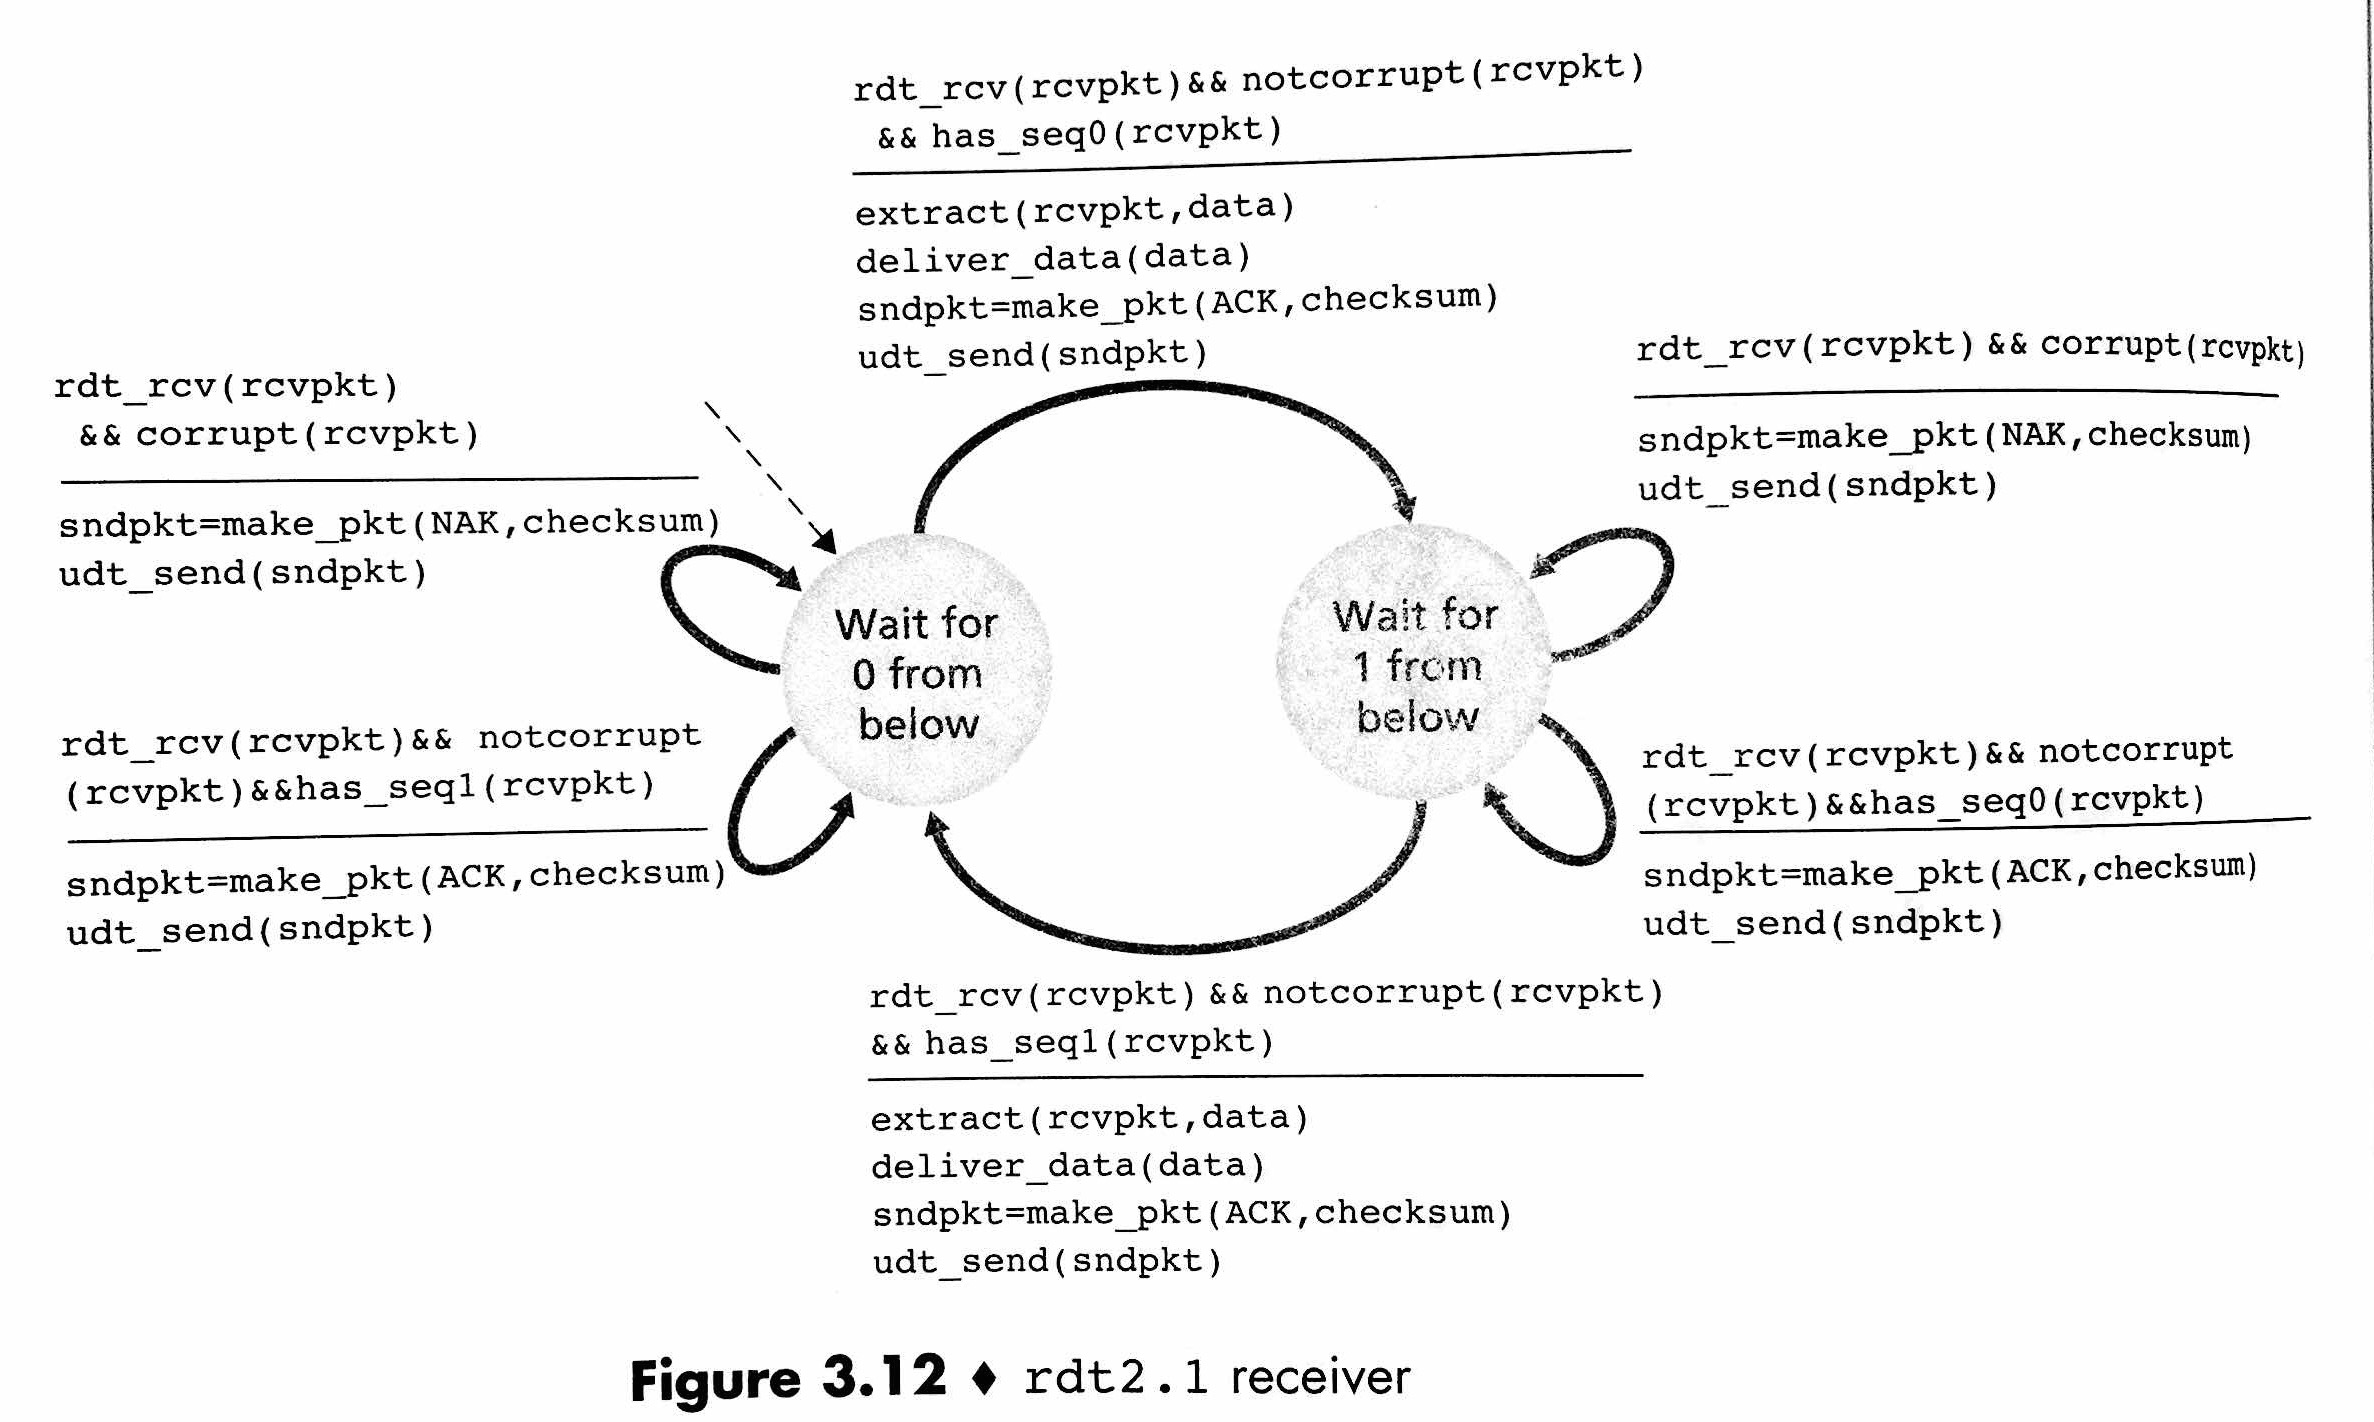 rdt_rcv(rcvpkt)&& notcorrupt(rcvpkt)
&& has_seq0(rcvpkt)
extract(rcvpkt,data)
deliver_data(data)
sndpkt=make_pkt(ACK,checksum)
udt_send(sndpkt)
rdt_rcv(rcvpkt)
&& corrupt(rcvpkt)
sndpkt=make_pkt(NAK,checksum)
udt_send(sndpkt)
rdt_rcv(rcvpkt) && corrupt(rcvpkt)
sndpkt=make_pkt(NAK,checksum)
udt_send(sndpkt)
Wait for
0 from
below
Wait for
1 from
below
rdt_rcv(rcvpkt)&& notcorrupt
(rcvpkt)&&has_seq1(rcvpkt)
sndpkt=make_pkt(ACK,checksum)
udt_send(sndpkt)
rdt_rcv(rcvpkt)&& notcorrupt
(rcvpkt)&&has_seq0(rcvpkt)
sndpkt=make_pkt(ACK,checksum)
udt_send(sndpkt)
rdt_rcv(rcvpkt) && notcorrupt(rcvpkt)
&& has_seq1(rcvpkt)
extract(rcvpkt,data)
deliver_data(data)
sndpkt=make_pkt(ACK,checksum)
udt_send(sndpkt)
Figure 3.12 ♦ rdt2.1 receiver